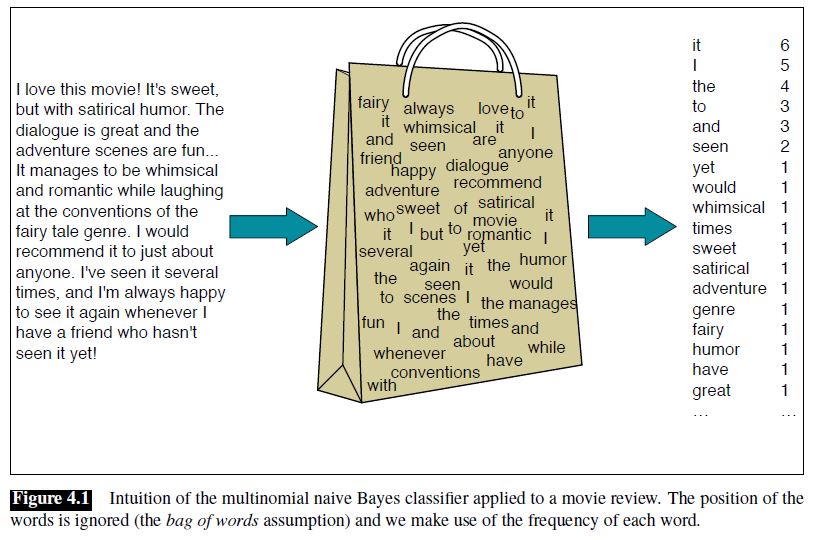 I love this movie! It's sweet,
but with satirical humor. The
dialogue is great and the
adventure scenes are fun...
It manages to be whimsical
and romantic while laughing
at the conventions of the
fairy tale genre. I would
recommend it to just about
anyone. I've seen it several
times, and I'm always happy
to see it again whenever I
have a friend who hasn't
seen it yet!
fairy always love to it
it whimsical it I
and seen are anyone
friend happy dialogue
adventure recommend
who sweet of satirical
it I but to movie it
romantic I
several yet
again it the humor
the seen would
to scenes I the manages
the
fun I and times and
about
whenever while
have
conventions
with
it 6
I 5
the 4
to 3
and 3
seen 2
yet 1
would 1
whimsical 1
times 1
sweet 1
satirical 1
adventure 1
genre 1
fairy 1
humor 1
have 1
great 1
... ...
Figure 4.1 Intuition of the multinomial naive Bayes classifier applied to a movie review. The position of the
words is ignored (the bag of words assumption) and we make use of the frequency of each word.